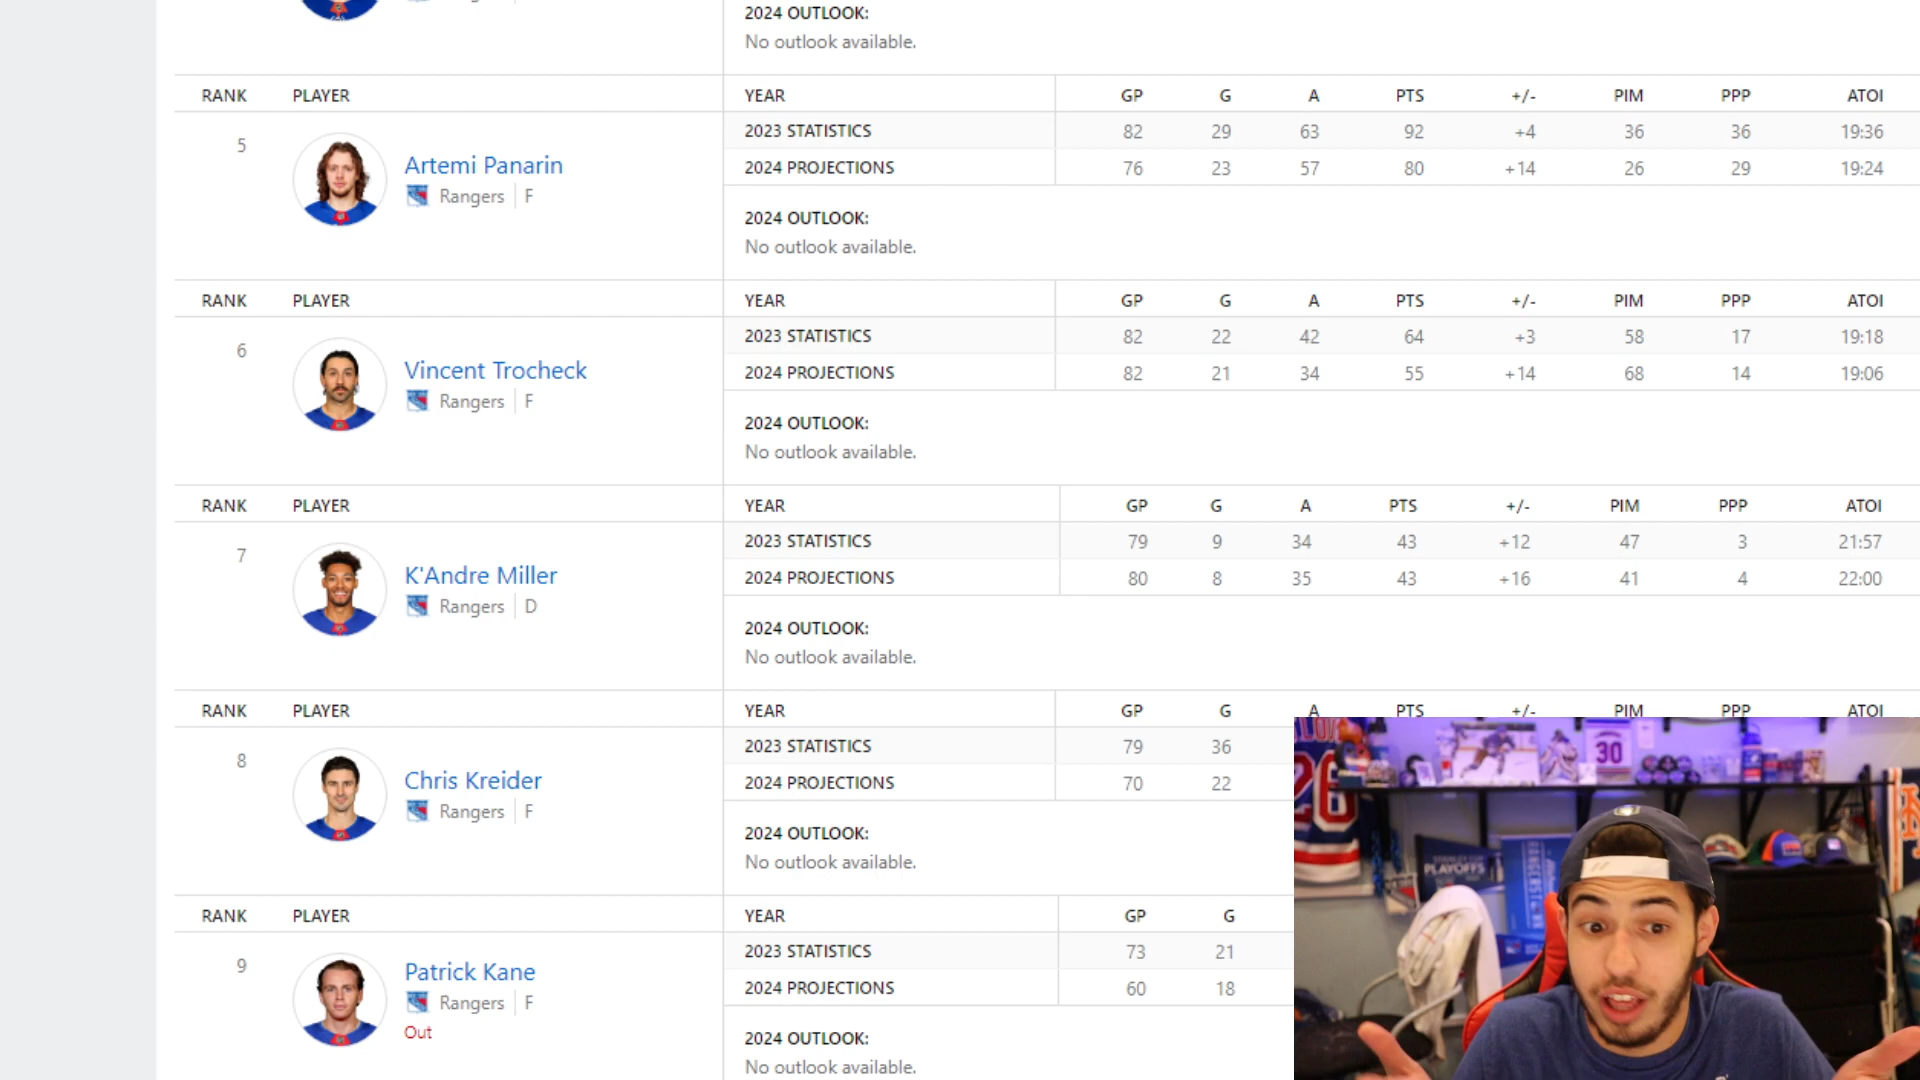 2024 OUTLOOK:
No outlook available.
RANK PLAYER YEAR GP G A PTS +/- PIM PPP ATOI
5 Artemi Panarin Rangers F
2023 STATISTICS 82 29 63 92 +4 36 36 19:36
2024 PROJECTIONS 76 23 57 80 +14 26 29 19:24
2024 OUTLOOK:
No outlook available.
RANK PLAYER YEAR GP G A PTS +/- PIM PPP ATOI
6 Vincent Trocheck Rangers F
2023 STATISTICS 82 22 42 64 +3 58 17 19:18
2024 PROJECTIONS 82 21 34 55 +14 68 14 19:06
2024 OUTLOOK:
No outlook available.
RANK PLAYER YEAR GP G A PTS +/- PIM PPP ATOI
7 K'Andre Miller Rangers D
2023 STATISTICS 79 9 34 43 +12 47 3 21:57
2024 PROJECTIONS 80 8 35 43 +16 41 4 22:00
2024 OUTLOOK:
No outlook available.
RANK PLAYER YEAR GP G A PTS +/- PIM PPP ATOI
8 Chris Kreider Rangers F
2023 STATISTICS 79 36
2024 PROJECTIONS 70 22
2024 OUTLOOK:
No outlook available.
RANK PLAYER YEAR GP G
9 Patrick Kane Rangers F
Out
2023 STATISTICS 73 21
2024 PROJECTIONS 60 18
2024 OUTLOOK:
No outlook available.
30
26
PLAYOFFS